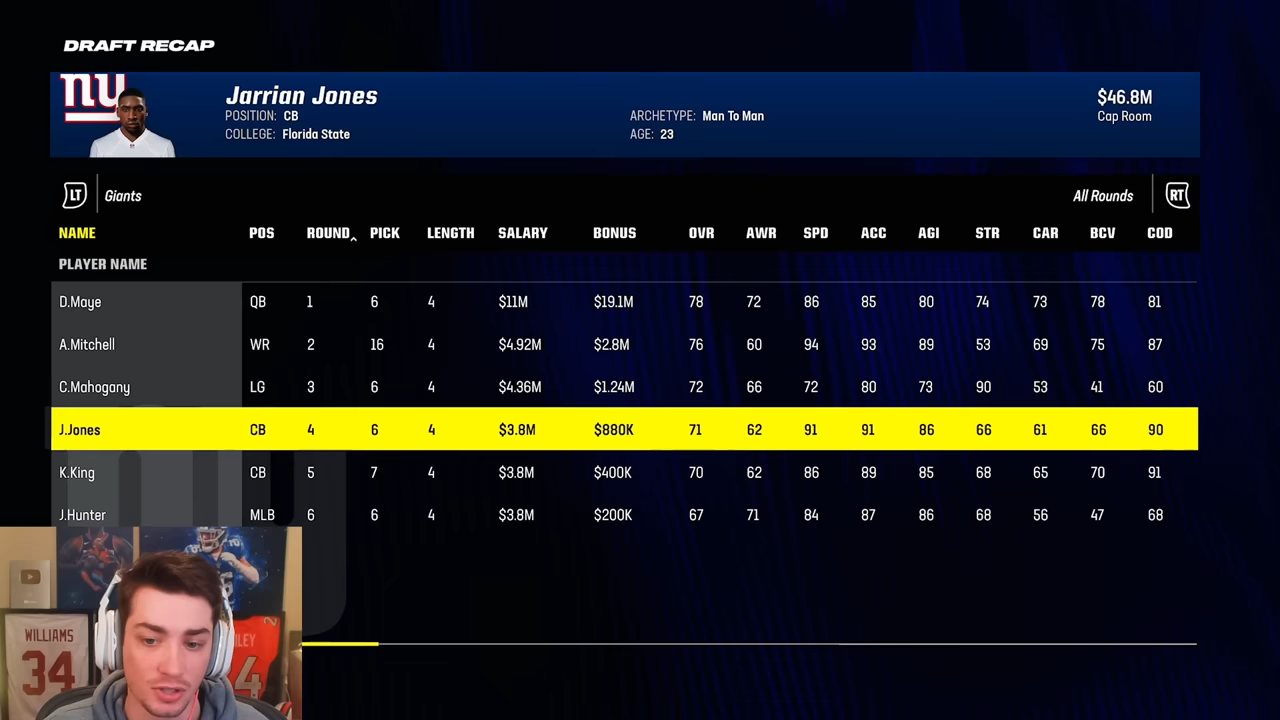 DRAFT RECAP
ny
Jarrian Jones
POSITION: CB
COLLEGE: Florida State
ARCHETYPE: Man To Man
AGE: 23
$46.8M
Cap Room
LT Giants
All Rounds RT
NAME POS ROUND PICK LENGTH SALARY BONUS OVR AWR SPD ACC AGI STR CAR BCV COD
PLAYER NAME
D.Maye QB 1 6 4 $11M $19.1M 78 72 86 85 80 74 73 78 81
A.Mitchell WR 2 16 4 $4.92M $2.8M 76 60 94 93 89 53 69 75 87
C.Mahogany LG 3 6 4 $4.36M $1.24M 72 66 72 80 73 90 53 41 60
J.Jones CB 4 6 4 $3.8M $880K 71 62 91 91 86 66 61 66 90
K.King CB 5 7 4 $3.8M $400K 70 62 86 89 85 68 65 70 91
J.Hunter MLB 6 6 4 $3.8M $200K 67 71 84 87 86 68 56 47 68
WILLIAMS
34